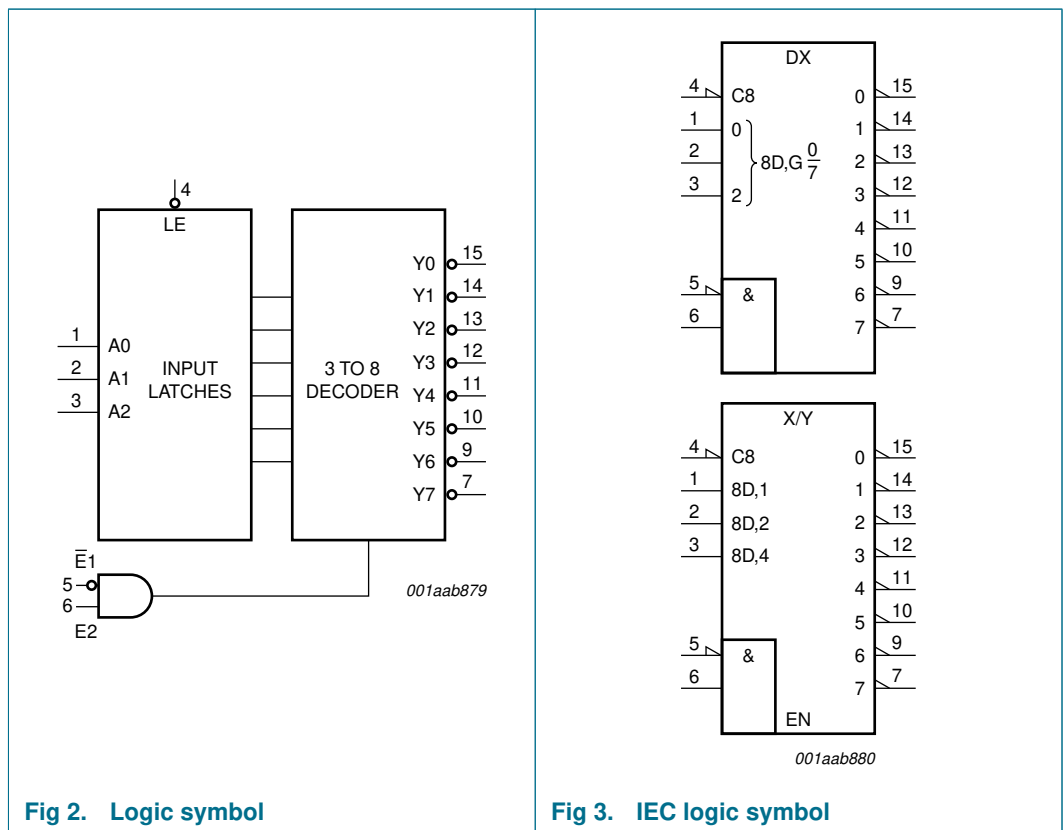 4
LE
1
A0
2
A1
3
A2
INPUT
LATCHES
3 TO 8
DECODER
Y0
15
Y1
14
Y2
13
Y3
12
Y4
11
Y5
10
Y6
9
Y7
7
E̅1
5
6
E2
001aab879
Fig 2. Logic symbol
DX
4
C8
1
0
2
3
2
8D,G 0/7
5
&
6
0
15
1
14
2
13
3
12
4
11
5
10
6
9
7
7
X/Y
4
C8
1
8D,1
2
8D,2
3
8D,4
5
&
6
EN
0
15
1
14
2
13
3
12
4
11
5
10
6
9
7
7
001aab880
Fig 3. IEC logic symbol